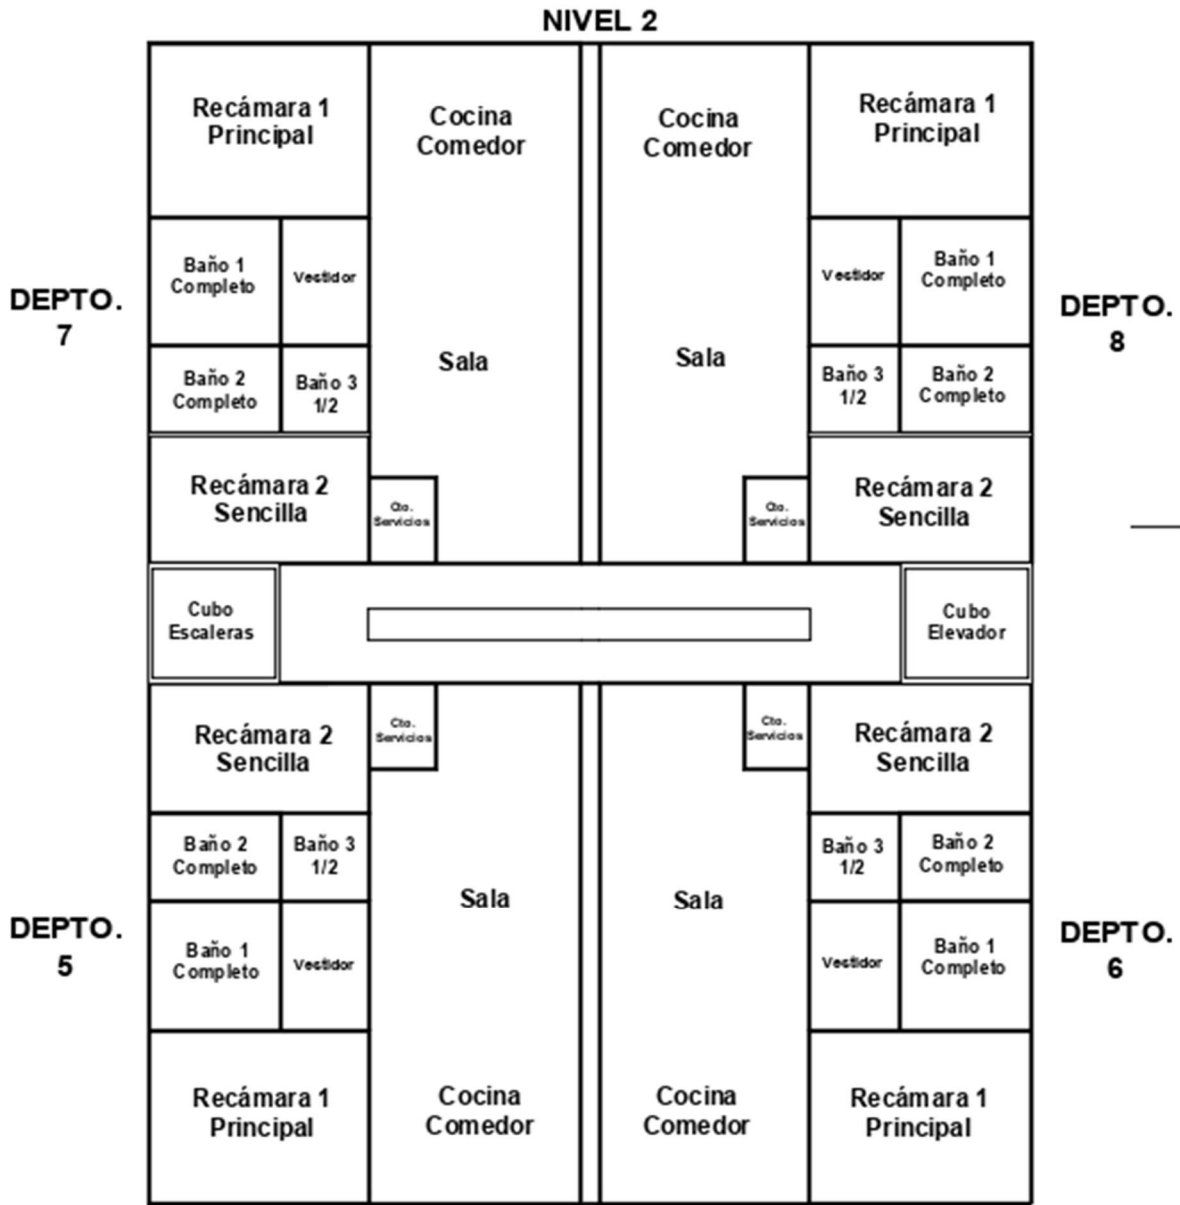 NIVEL 2
Recámara 1
Principal
Cocina
Comedor
Cocina
Comedor
Recámara 1
Principal
DEPTO.
7
Baño 1
Completo
Vestidor
Vestidor
Baño 1
Completo
DEPTO.
8
Sala
Sala
Baño 2
Completo
Baño 3
1/2
Baño 3
1/2
Baño 2
Completo
Recámara 2
Sencilla
Cto.
Servicios
Cto.
Servicios
Recámara 2
Sencilla
Cubo
Escaleras
Cubo
Elevador
Recámara 2
Sencilla
Cto.
Servicios
Cto.
Servicios
Recámara 2
Sencilla
Baño 2
Completo
Baño 3
1/2
Baño 3
1/2
Baño 2
Completo
Sala
Sala
DEPTO.
5
Baño 1
Completo
Vestidor
Vestidor
Baño 1
Completo
DEPTO.
6
Recámara 1
Principal
Cocina
Comedor
Cocina
Comedor
Recámara 1
Principal